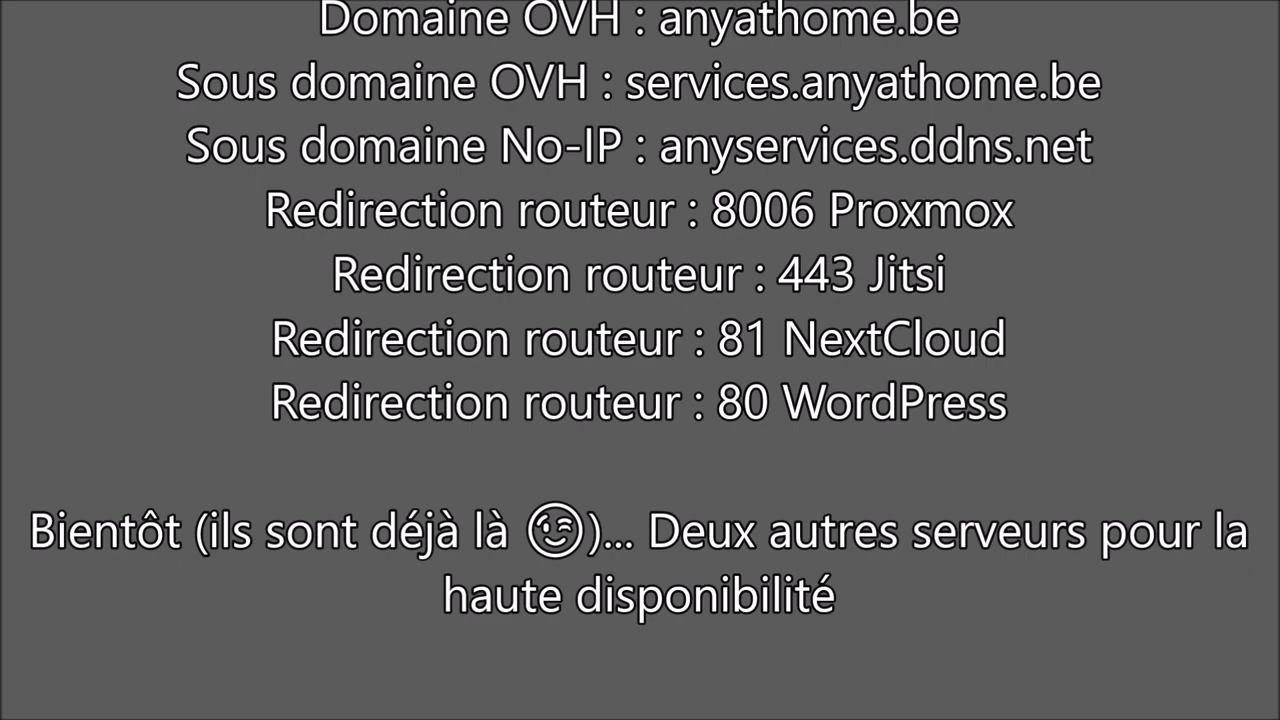 Domaine OVH : anyathome.be
Sous domaine OVH : services.anyathome.be
Sous domaine No-IP : anyservices.ddns.net
Redirection routeur : 8006 Proxmox
Redirection routeur : 443 Jitsi
Redirection routeur : 81 NextCloud
Redirection routeur : 80 WordPress
Bientôt (ils sont déjà là 😉)... Deux autres serveurs pour la
haute disponibilité